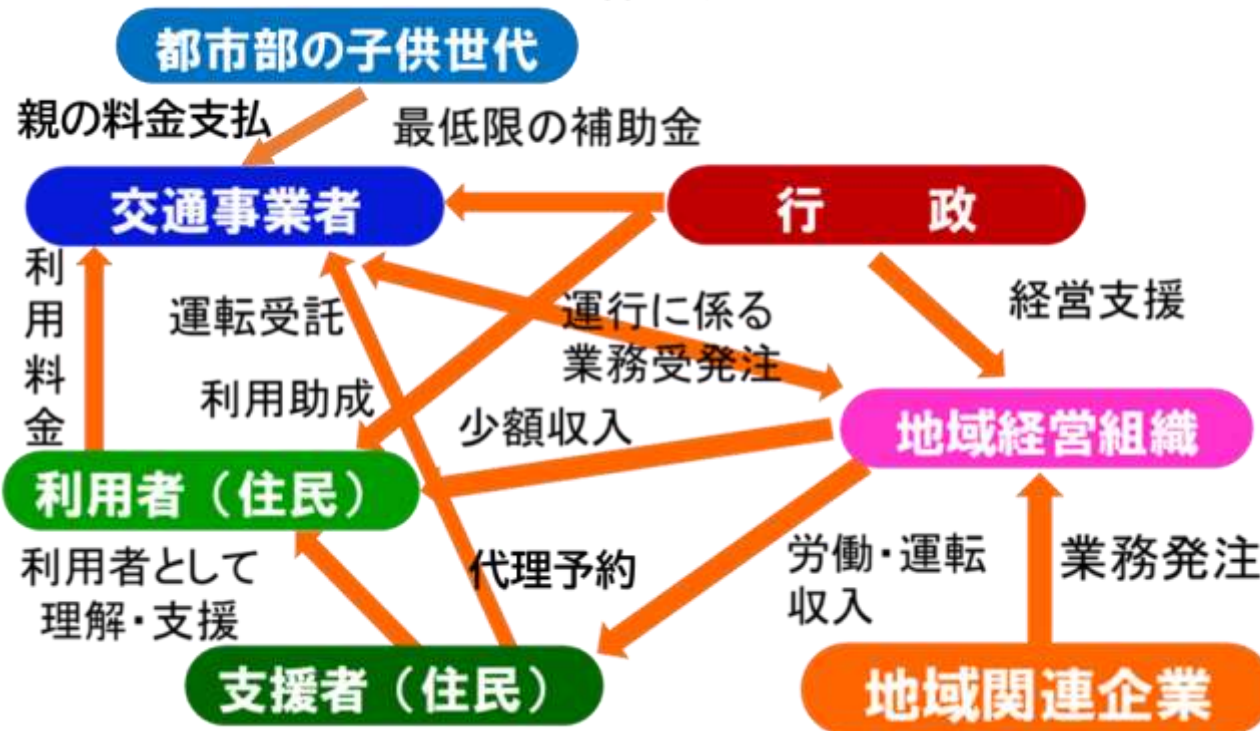 都市部の子供世代
親の料金支払
最低限の補助金
交通事業者
行　政
利用料金
運転受託
運行に係る
業務受発注
経営支援
利用助成
少額収入
地域経営組織
利用者（住民）
利用者として
理解・支援
代理予約
労働・運転
収入
業務発注
支援者（住民）
地域関連企業